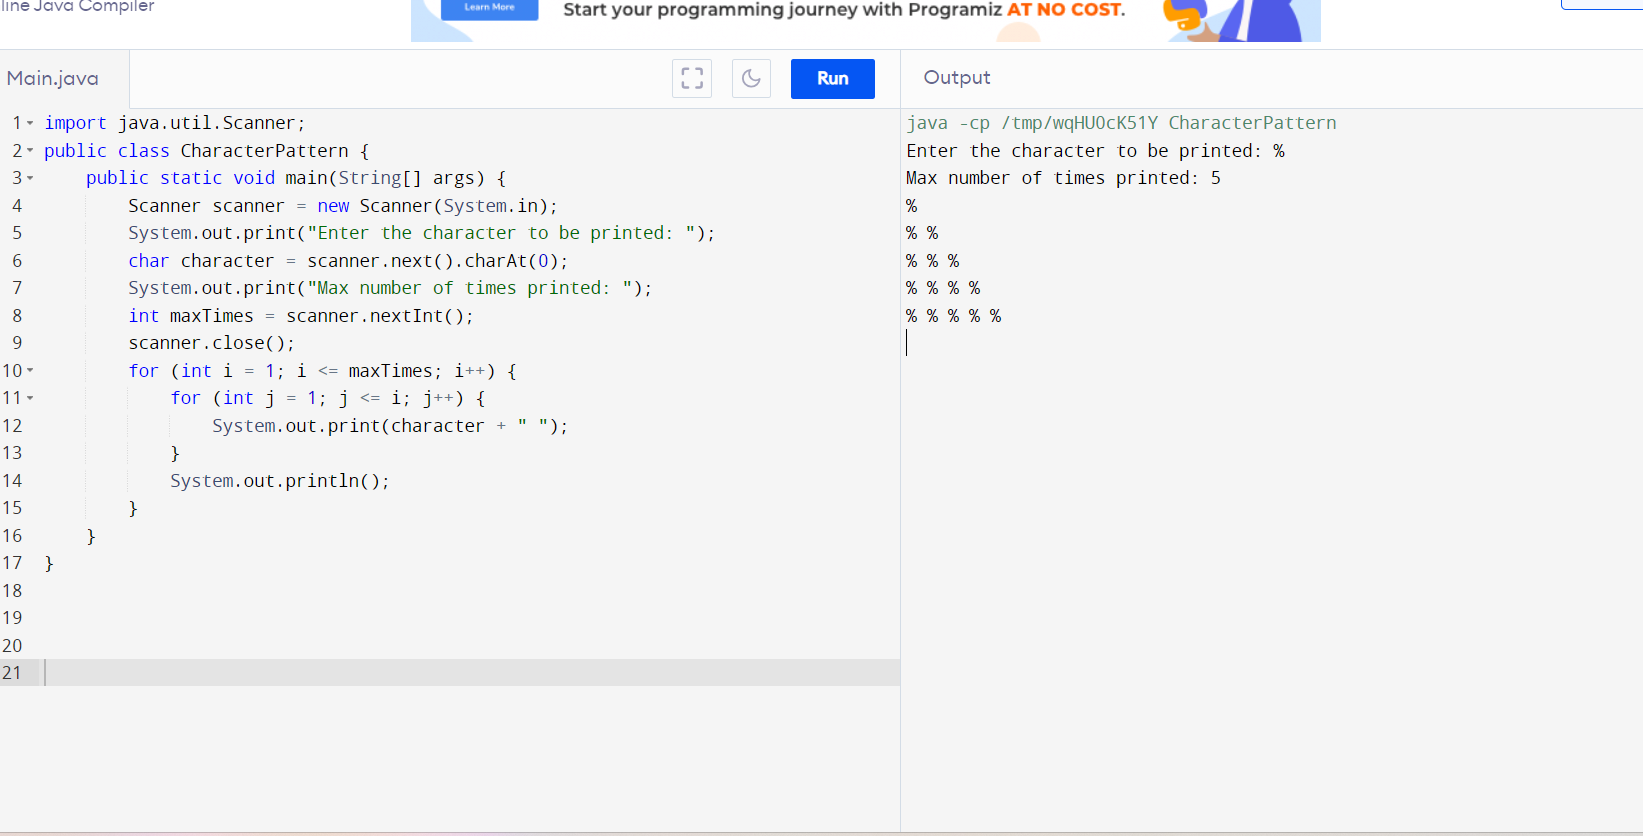 line Java Compiler
Learn More
Start your programming journey with Programiz AT NO COST.
Main.java
Run
Output
1 import java.util.Scanner;
2 public class CharacterPattern {
3     public static void main(String[] args) {
4         Scanner scanner = new Scanner(System.in);
5         System.out.print("Enter the character to be printed: ");
6         char character = scanner.next().charAt(0);
7         System.out.print("Max number of times printed: ");
8         int maxTimes = scanner.nextInt();
9         scanner.close();
10         for (int i = 1; i <= maxTimes; i++) {
11             for (int j = 1; j <= i; j++) {
12                 System.out.print(character + " ");
13             }
14             System.out.println();
15         }
16     }
17 }
18
19
20
21
java -cp /tmp/wqHU0cK51Y CharacterPattern
Enter the character to be printed: %
Max number of times printed: 5
%
% %
% % %
% % % %
% % % % %